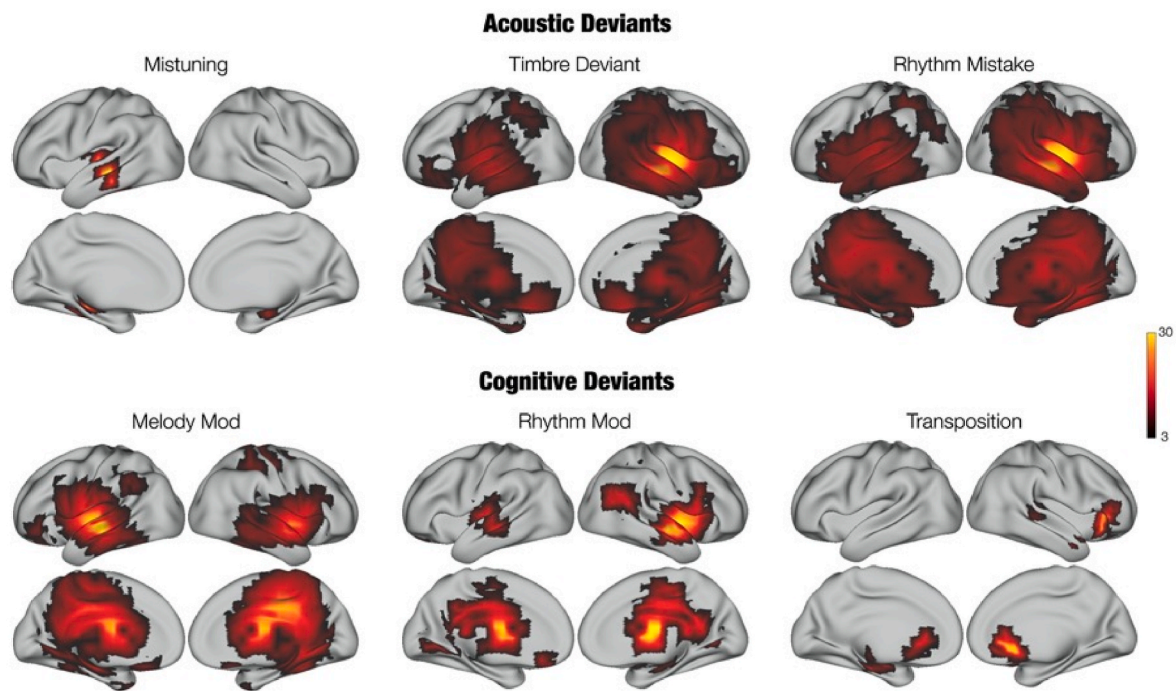 Acoustic Deviants
Mistuning
Timbre Deviant
Rhythm Mistake
30
3
Cognitive Deviants
Melody Mod
Rhythm Mod
Transposition